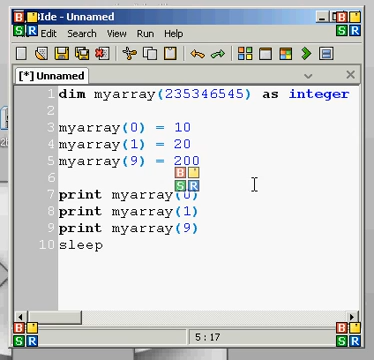 BIde - Unnamed
Edit Search View Run Help
[*]Unnamed
1 dim myarray(235346545) as integer
2
3 myarray(0) = 10
4 myarray(1) = 20
5 myarray(9) = 200
6
7 print myarray(0)
8 print myarray(1)
9 print myarray(9)
10 sleep
5 : 17
B
S R
B
S R
B
S R
B
S R
B
S R